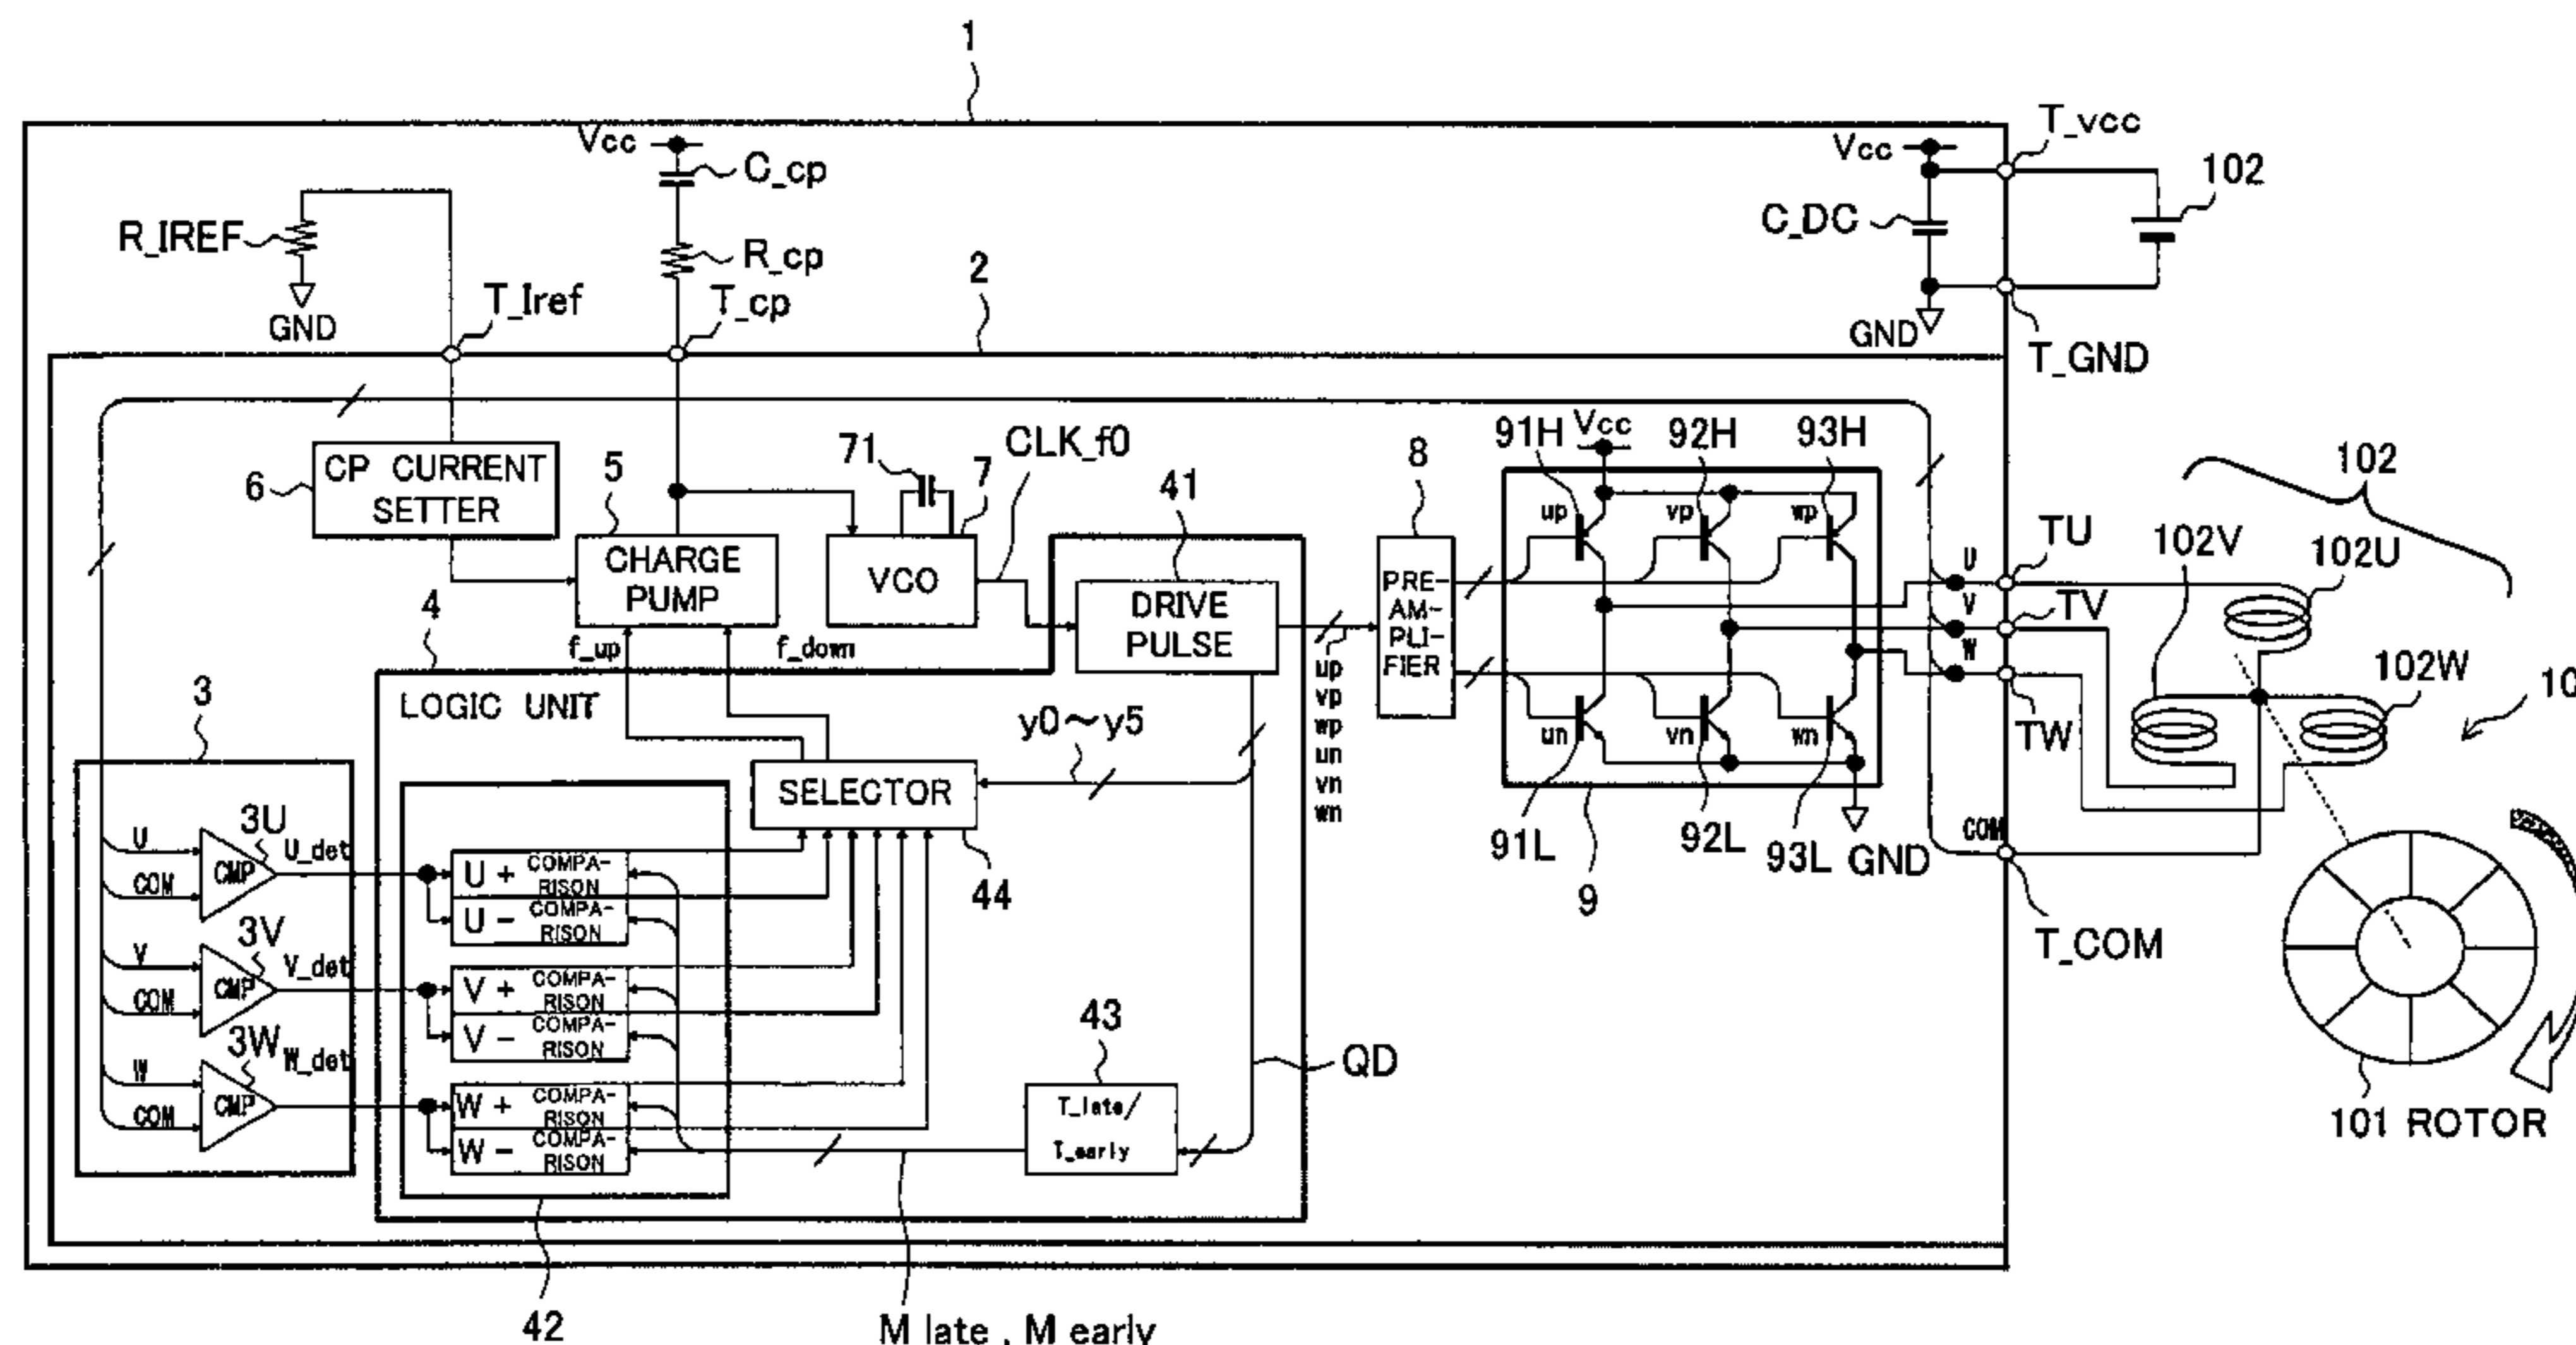 1
Vcc
C_cp
R_IREF
R_cp
GND
T_Iref
T_cp
2
Vcc
T_vcc
C_DC
102
GND
T_GND
6
CP CURRENT
SETTER
5
CHARGE
PUMP
71
7
CLK_f0
VCO
41
DRIVE
PULSE
8
PRE-
AM-
PLI-
FIER
91H
Vcc
92H
93H
up
vp
wp
un
vn
wn
91L
92L
93L
GND
9
U
V
W
COM
TU
TV
TW
T_COM
102
102V
102U
102W
10
101 ROTOR
4
f_up
f_down
LOGIC UNIT
y0~y5
up
vp
wp
un
vn
wn
SELECTOR
44
3
U
COM
CMP
3U
U_det
V
COM
CMP
3V
V_det
W
COM
CMP
3W
W_det
U + COMPA-
RISON
U - COMPA-
RISON
V + COMPA-
RISON
V - COMPA-
RISON
W + COMPA-
RISON
W - COMPA-
RISON
43
T_late/
T_early
QD
42
M late , M early